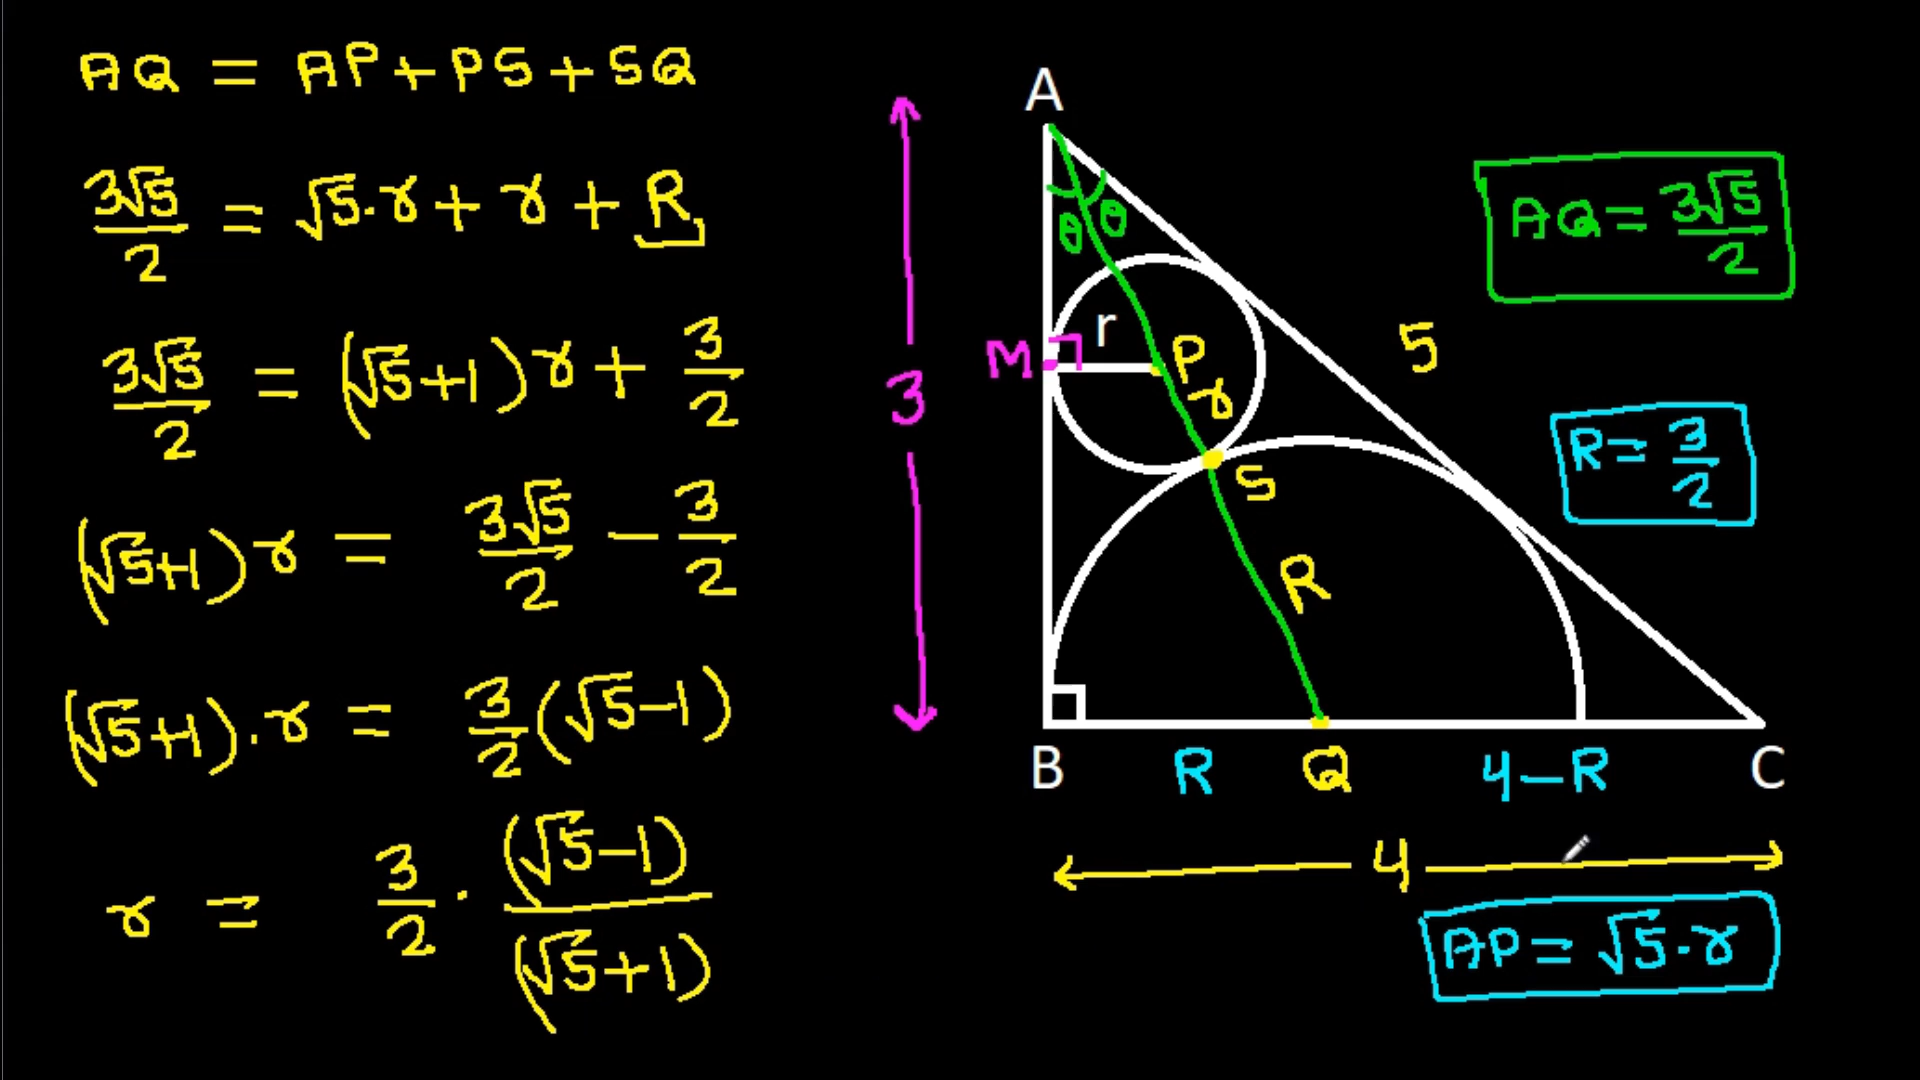 AQ = AP + PS + SQ
3√5/2 = √5·r + r + R
3√5/2 = (√5+1)r + 3/2
(√5+1)r = 3√5/2 − 3/2
(√5+1)·r = 3/2(√5−1)
r = 3/2·(√5−1)/(√5+1)
3
A
θ θ
M
r
P
r
S
R
5
B
R
Q
4−R
C
4
AQ = 3√5/2
R = 3/2
AP = √5·r